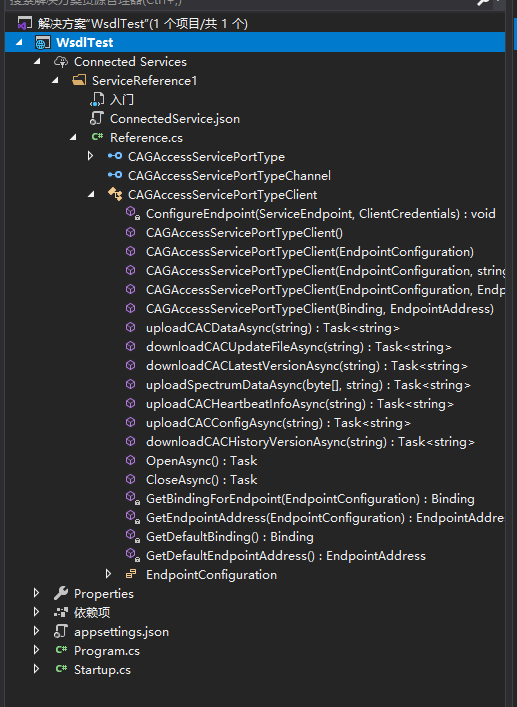 搜索解决方案资源管理器(Ctrl+;)
解决方案"WsdlTest"(1 个项目/共 1 个)
WsdlTest
Connected Services
ServiceReference1
入门
ConnectedService.json
C# Reference.cs
CAGAccessServicePortType
CAGAccessServicePortTypeChannel
CAGAccessServicePortTypeClient
ConfigureEndpoint(ServiceEndpoint, ClientCredentials) : void
CAGAccessServicePortTypeClient()
CAGAccessServicePortTypeClient(EndpointConfiguration)
CAGAccessServicePortTypeClient(EndpointConfiguration, string
CAGAccessServicePortTypeClient(EndpointConfiguration, Endp
CAGAccessServicePortTypeClient(Binding, EndpointAddress)
uploadCACDataAsync(string) : Task<string>
downloadCACUpdateFileAsync(string) : Task<string>
downloadCACLatestVersionAsync(string) : Task<string>
uploadSpectrumDataAsync(byte[], string) : Task<string>
uploadCACHeartbeatInfoAsync(string) : Task<string>
uploadCACConfigAsync(string) : Task<string>
downloadCACHistoryVersionAsync(string) : Task<string>
OpenAsync() : Task
CloseAsync() : Task
GetBindingForEndpoint(EndpointConfiguration) : Binding
GetEndpointAddress(EndpointConfiguration) : EndpointAddre
GetDefaultBinding() : Binding
GetDefaultEndpointAddress() : EndpointAddress
EndpointConfiguration
Properties
依赖项
appsettings.json
C# Program.cs
C# Startup.cs